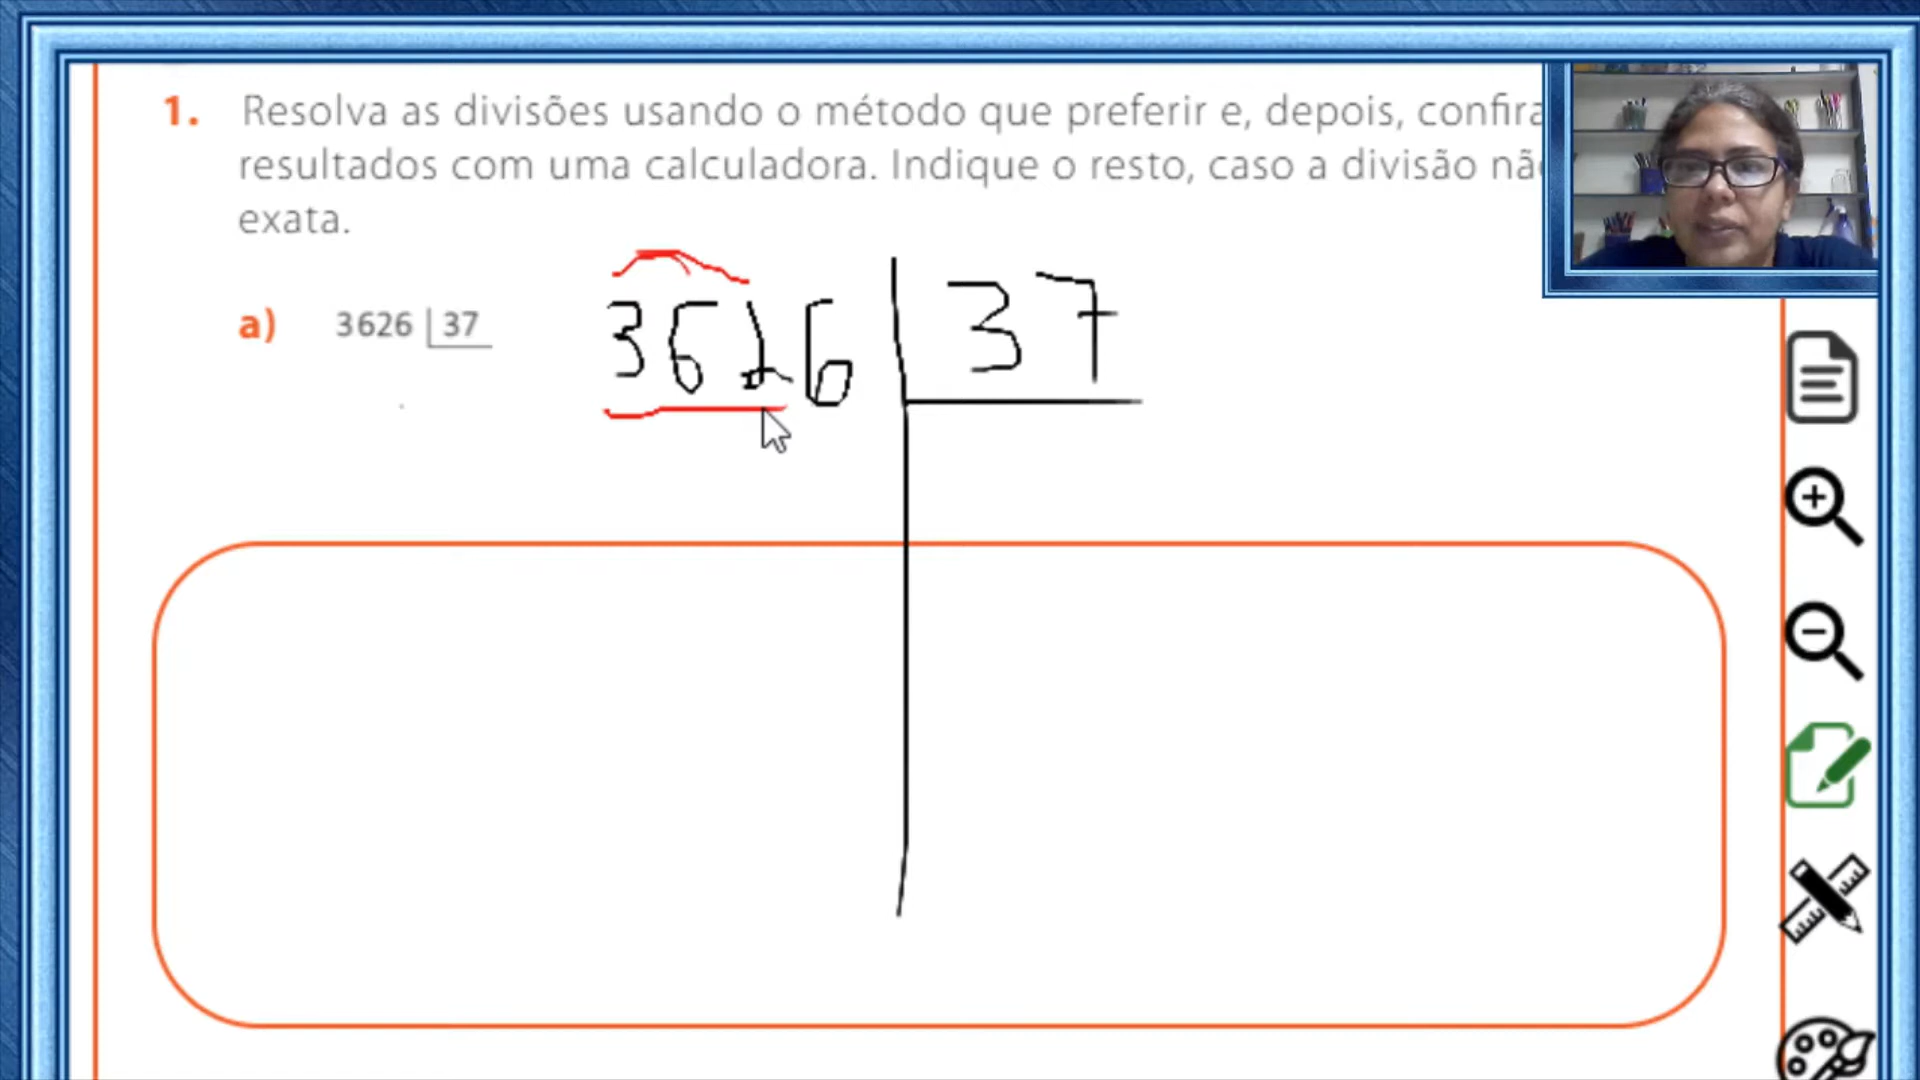 1. Resolva as divisões usando o método que preferir e, depois, confira
resultados com uma calculadora. Indique o resto, caso a divisão nã
exata.
a) 3626 37
3626 37